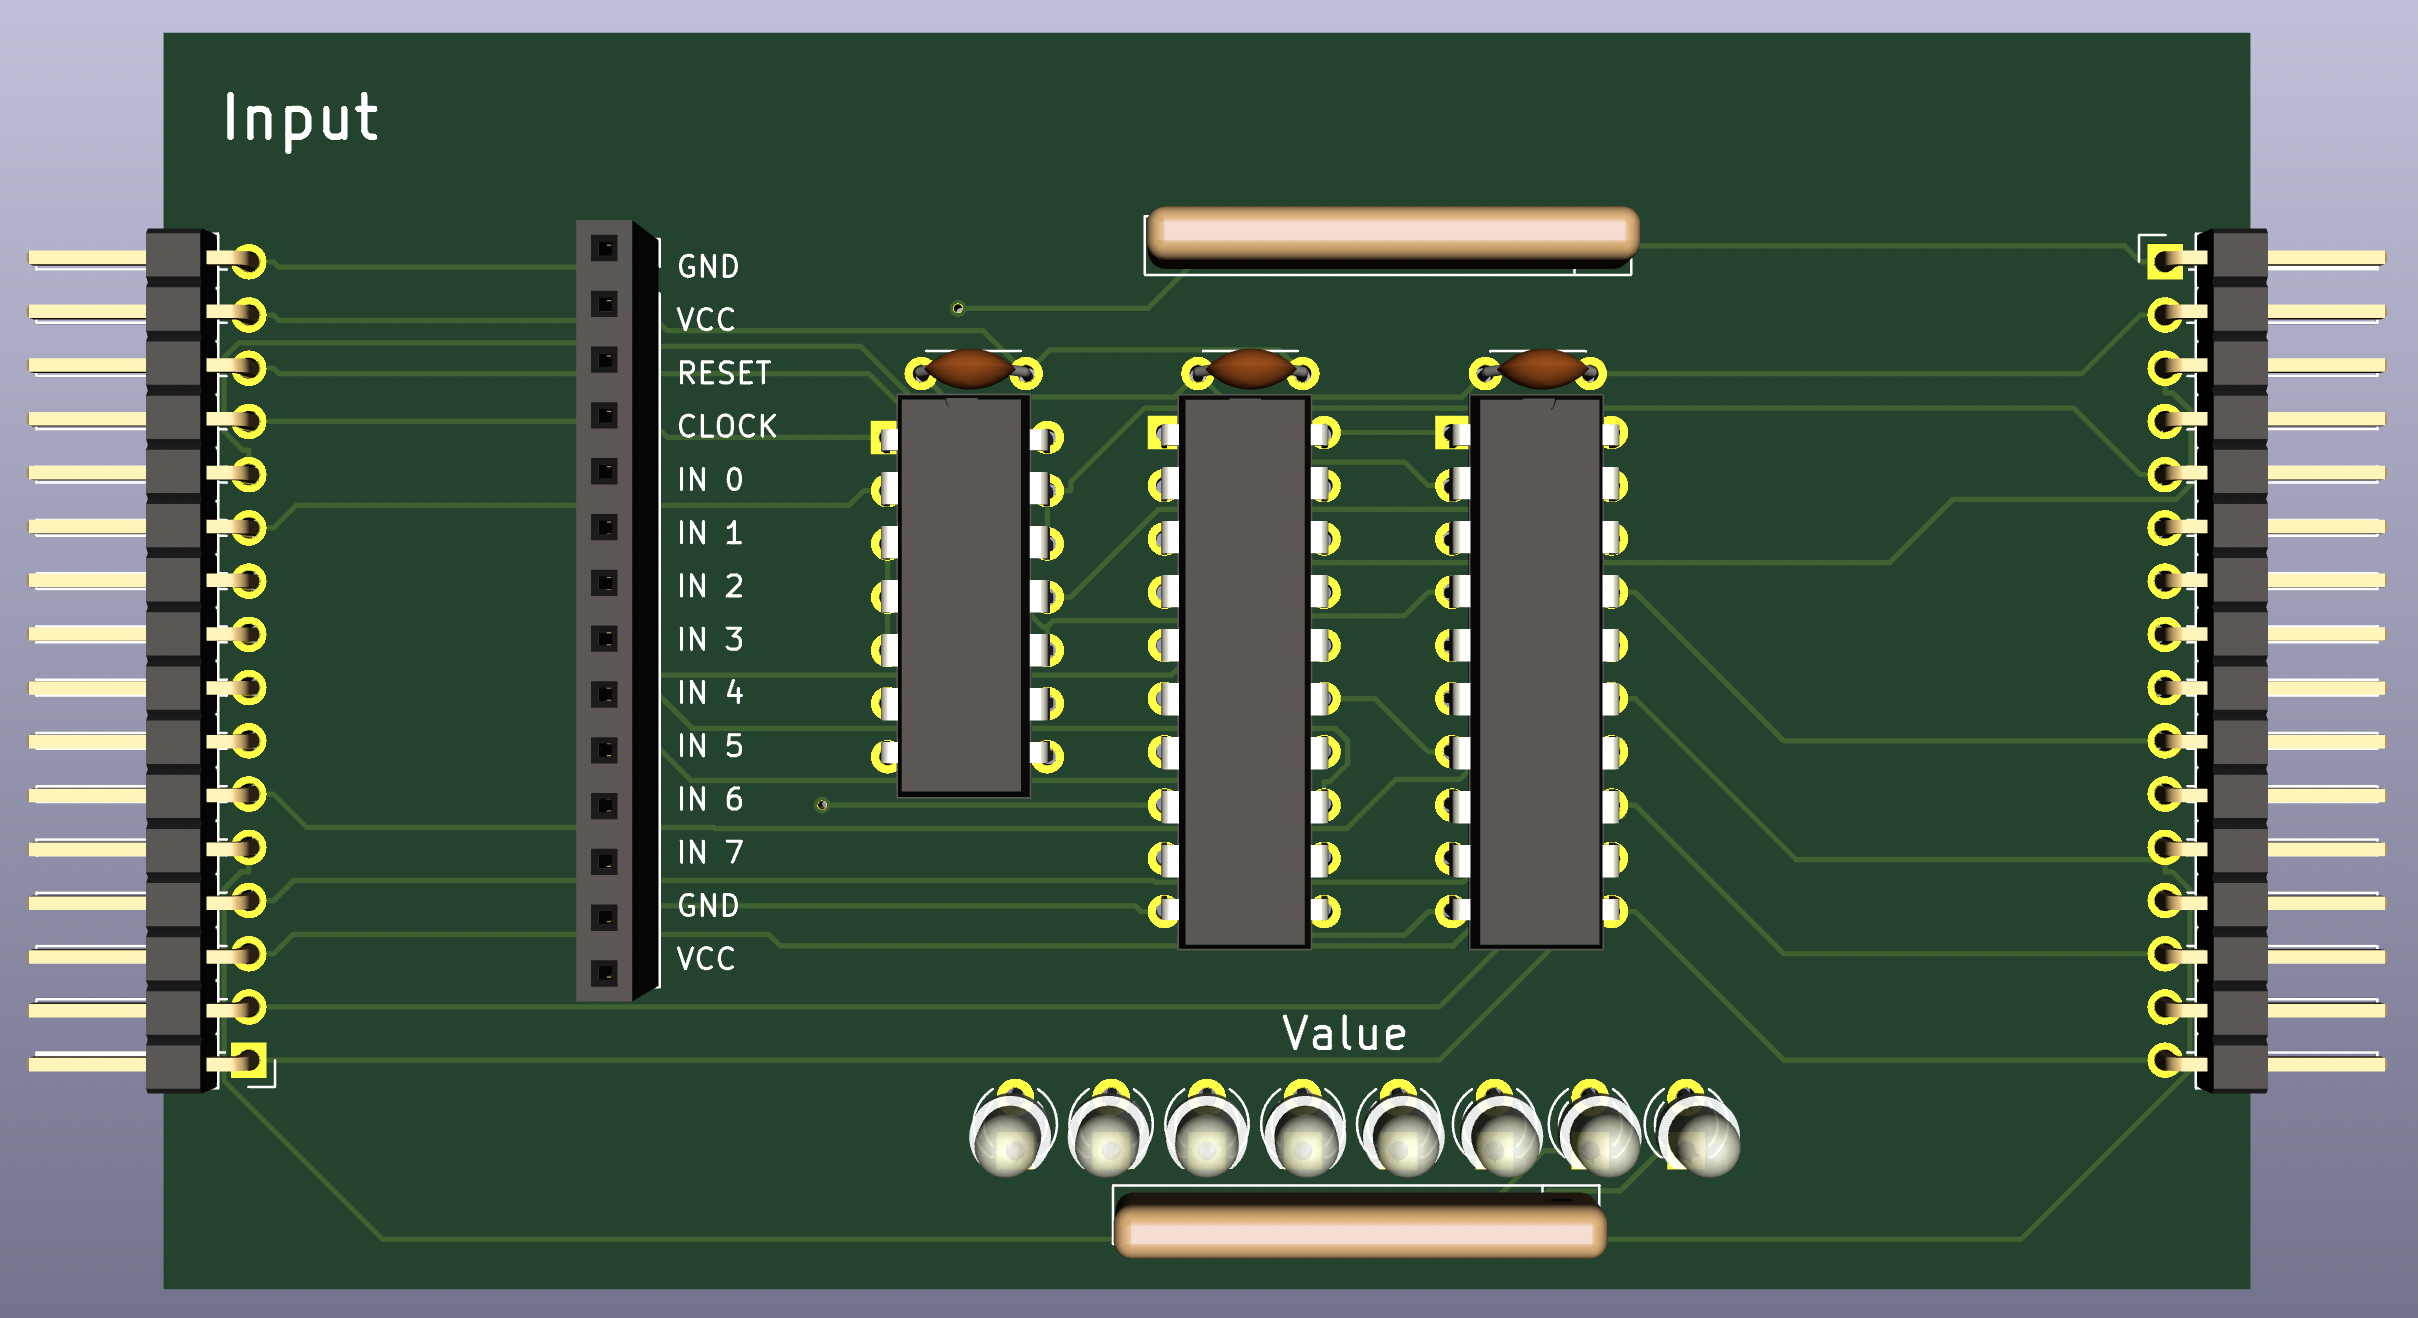 Input
GND
VCC
RESET
CLOCK
IN 0
IN 1
IN 2
IN 3
IN 4
IN 5
IN 6
IN 7
GND
VCC
Value